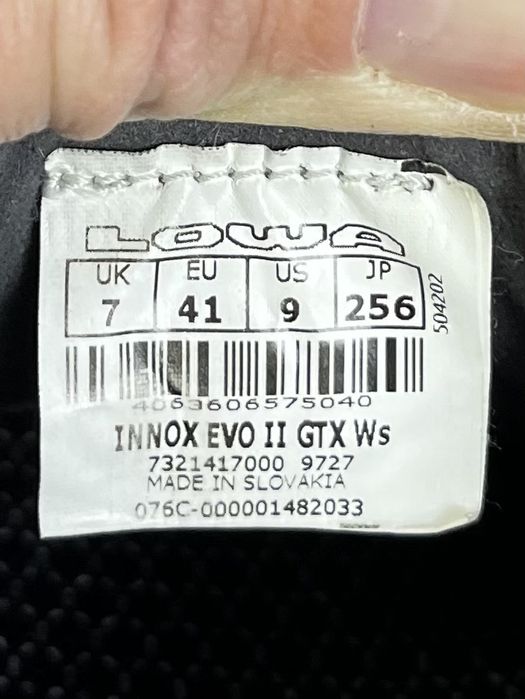 LOWA
UK EU US JP
7 41 9 256
504202
4063606575040
INNOX EVO II GTX Ws
7321417000 9727
MADE IN SLOVAKIA
076C-000001482033